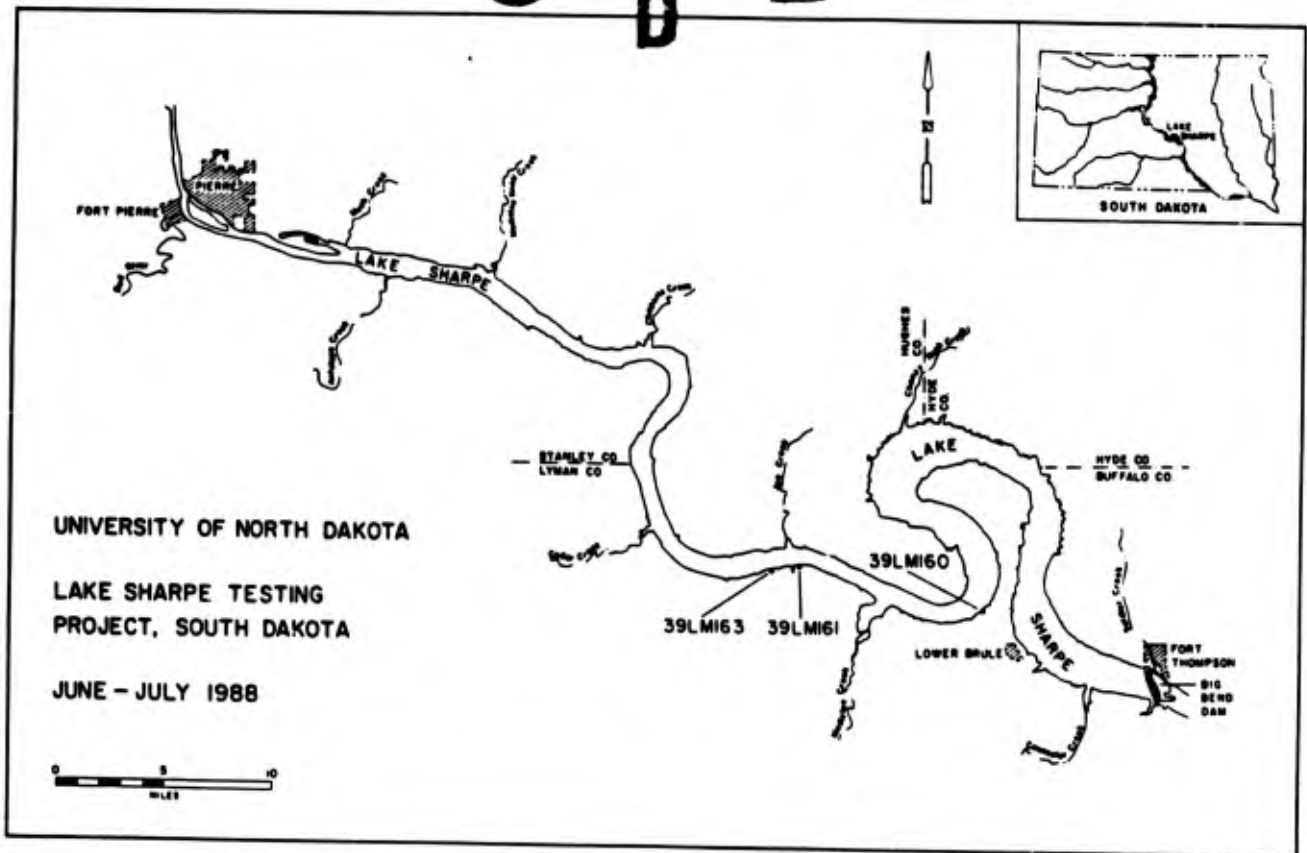 D
PIERRE
FORT PIERRE
LAKE SHARPE
N
LAKE
SHARPE
SOUTH DAKOTA
HUGHES
CO.
HYDE
CO.
STANLEY CO
LYMAN CO
LAKE
HYDE CO
BUFFALO CO.
39LM160
39LM163 39LM161
SHARPE
LOWER BRULE
FORT
THOMPSON
BIG
BEND
DAM
UNIVERSITY OF NORTH DAKOTA
LAKE SHARPE TESTING
PROJECT, SOUTH DAKOTA
JUNE - JULY 1988
0 5 10
MILES